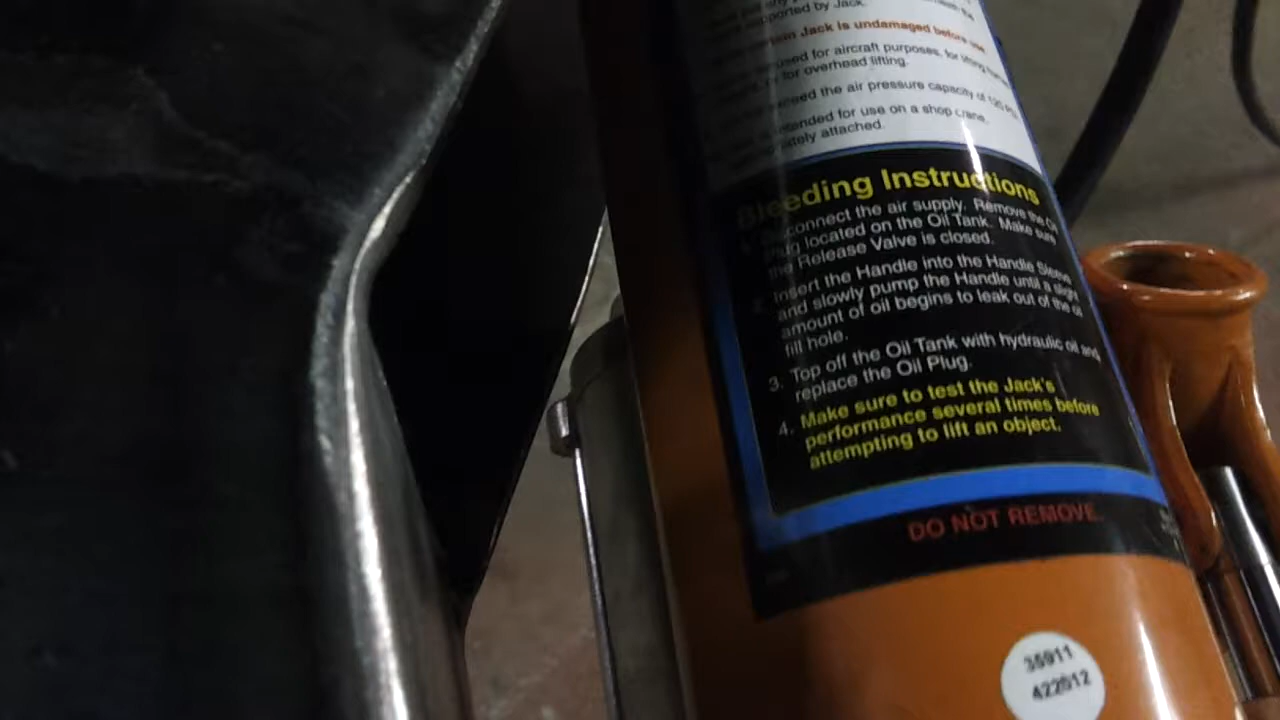 supported by Jack.
Jack is undamaged before use
used for aircraft purposes, for lifting
for overhead lifting.
the air pressure capacity of 120
intended for use on a shop crane,
attached.
Bleeding Instructions
the air supply. Remove the Oil
Plug located on the Oil Tank. Make sure
the Release Valve is closed.
Insert the Handle into the Handle Sleeve
and slowly pump the Handle until a slight
amount of oil begins to leak out of the oil
fill hole.
3. Top off the Oil Tank with hydraulic oil and
replace the Oil Plug.
4. Make sure to test the Jack's
performance several times before
attempting to lift an object.
DO NOT REMOVE.
35911
422012